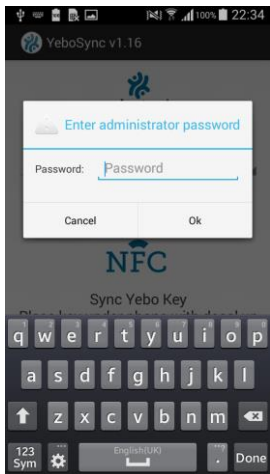 100% 22:34
YeboSync v1.16
Enter administrator password
Password: Password
Cancel Ok
NFC
Sync Yebo Key
q w e r t y u i o p
a s d f g h j k l
z x c v b n m
123 English(UK) . Done
Sym